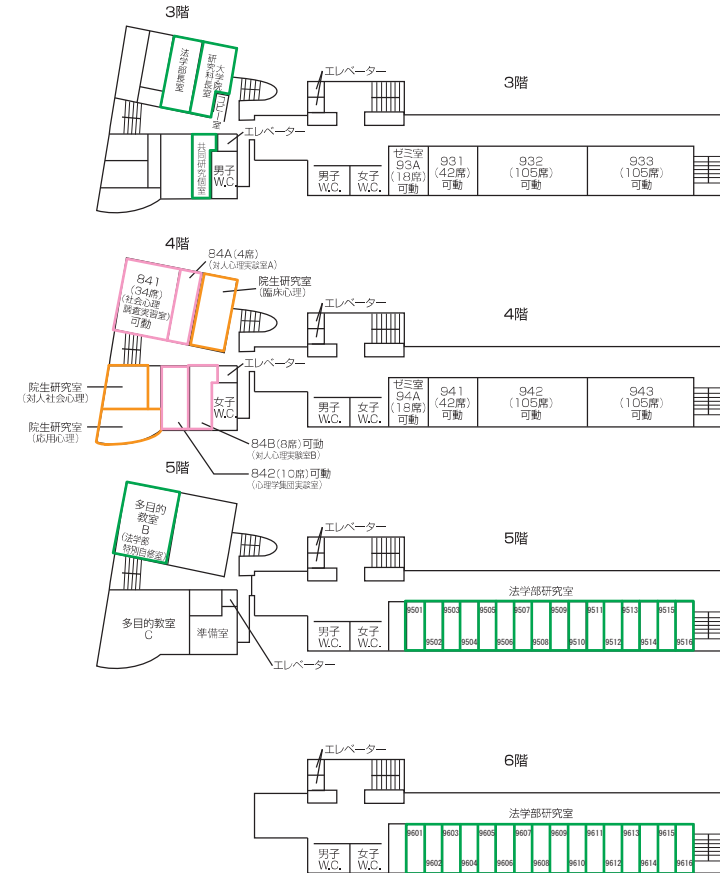 3階
法学部長室
大学院
研究科長室
コピー室
共同研究個室
エレベーター
男子
W.C.
エレベーター
3階
男子
W.C.
女子
W.C.
ゼミ室
93A
(18席)
可動
931
(42席)
可動
932
(105席)
可動
933
(105席)
可動
4階
84A(4席)
(対人心理実験室A)
841
(34席)
(社会心理
調査実習室)
可動
院生研究室
(臨床心理)
エレベーター
院生研究室
(対人社会心理)
院生研究室
(応用心理)
女子
W.C.
84B(8席)可動
(対人心理実験室B)
842(10席)可動
(心理学集団実験室)
エレベーター
4階
男子
W.C.
女子
W.C.
ゼミ室
94A
(18席)
可動
941
(42席)
可動
942
(105席)
可動
943
(105席)
可動
5階
多目的
教室
B
(法学部
特別自修室)
多目的教室
C
準備室
エレベーター
エレベーター
5階
法学部研究室
男子
W.C.
女子
W.C.
9501
9502
9503
9504
9505
9506
9507
9508
9509
9510
9511
9512
9513
9514
9515
9516
エレベーター
6階
法学部研究室
男子
W.C.
女子
W.C.
9601
9602
9603
9604
9605
9606
9607
9608
9609
9610
9611
9612
9613
9614
9615
9616